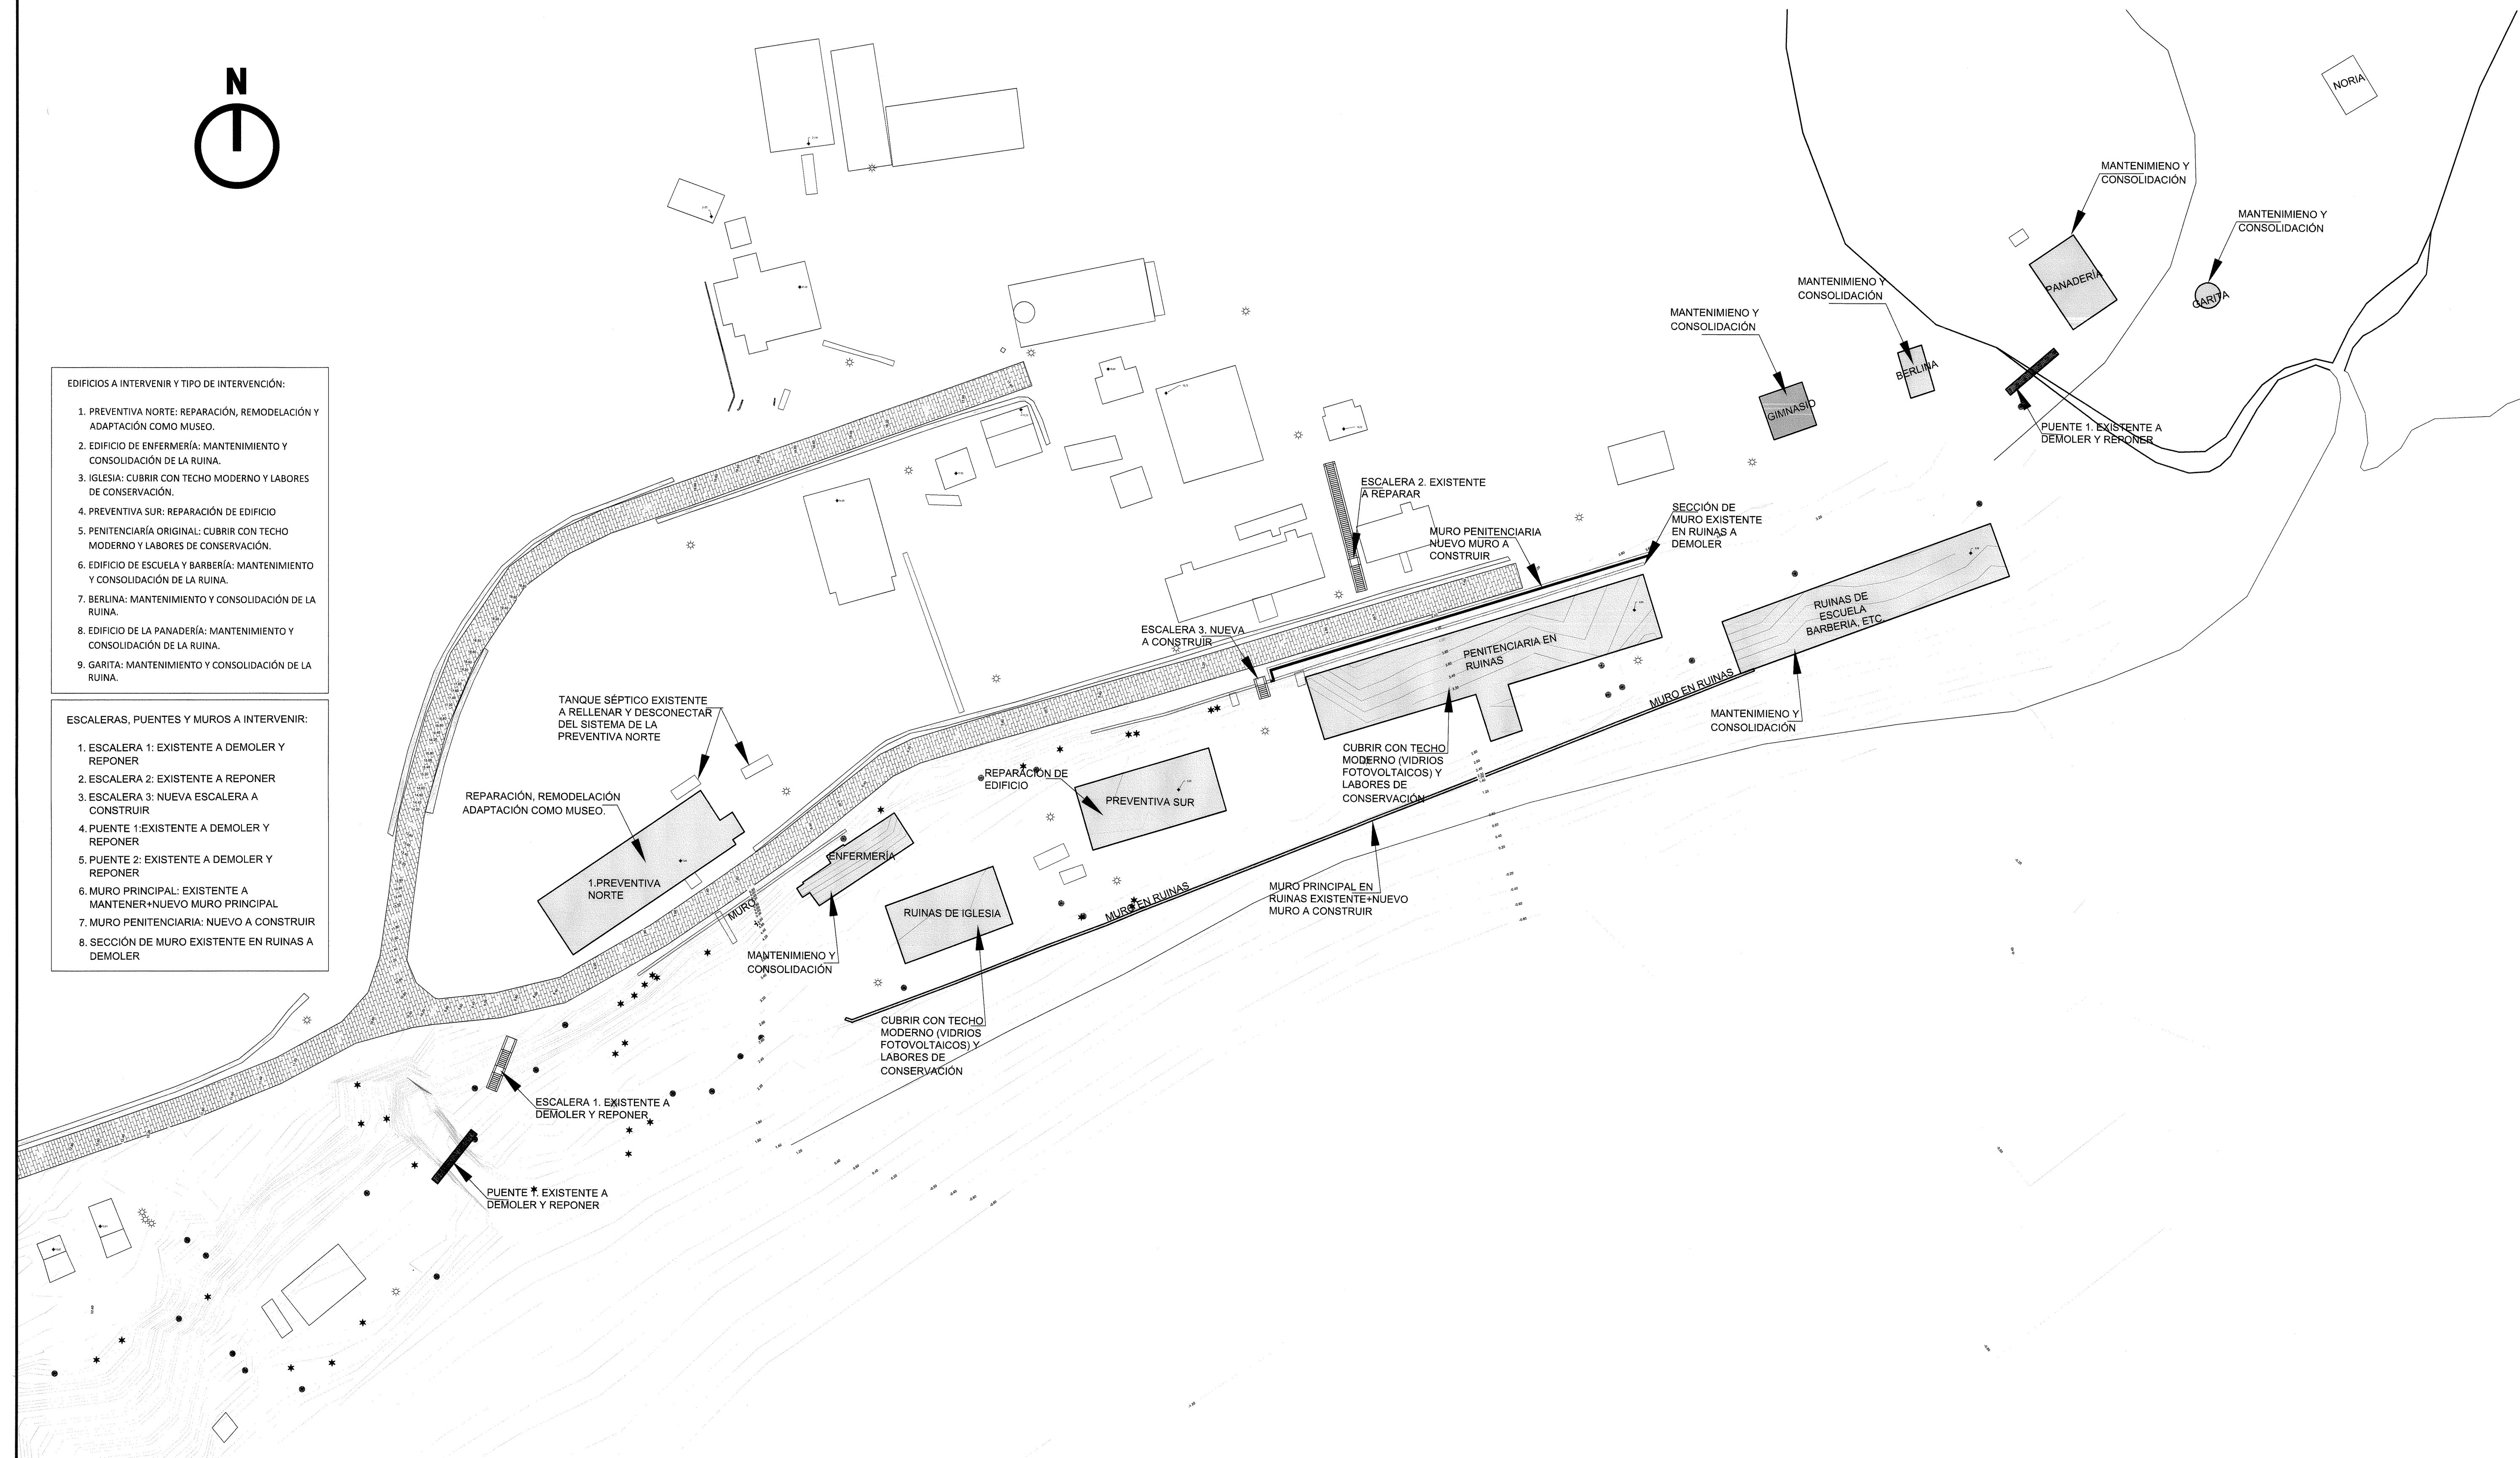 N
EDIFICIOS A INTERVENIR Y TIPO DE INTERVENCIÓN:
1. PREVENTIVA NORTE: REPARACIÓN, REMODELACIÓN Y
ADAPTACIÓN COMO MUSEO.
2. EDIFICIO DE ENFERMERÍA: MANTENIMIENTO Y
CONSOLIDACIÓN DE LA RUINA.
3. IGLESIA: CUBRIR CON TECHO MODERNO Y LABORES
DE CONSERVACIÓN.
4. PREVENTIVA SUR: REPARACIÓN DE EDIFICIO
5. PENITENCIARÍA ORIGINAL: CUBRIR CON TECHO
MODERNO Y LABORES DE CONSERVACIÓN.
6. EDIFICIO DE ESCUELA Y BARBERÍA: MANTENIMIENTO
Y CONSOLIDACIÓN DE LA RUINA.
7. BERLINA: MANTENIMIENTO Y CONSOLIDACIÓN DE LA
RUINA.
8. EDIFICIO DE LA PANADERÍA: MANTENIMIENTO Y
CONSOLIDACIÓN DE LA RUINA.
9. GARITA: MANTENIMIENTO Y CONSOLIDACIÓN DE LA
RUINA.
ESCALERAS, PUENTES Y MUROS A INTERVENIR:
1. ESCALERA 1: EXISTENTE A DEMOLER Y
REPONER
2. ESCALERA 2: EXISTENTE A REPONER
3. ESCALERA 3: NUEVA ESCALERA A
CONSTRUIR
4. PUENTE 1:EXISTENTE A DEMOLER Y
REPONER
5. PUENTE 2: EXISTENTE A DEMOLER Y
REPONER
6. MURO PRINCIPAL: EXISTENTE A
MANTENER+NUEVO MURO PRINCIPAL
7. MURO PENITENCIARIA: NUEVO A CONSTRUIR
8. SECCIÓN DE MURO EXISTENTE EN RUINAS A
DEMOLER
NORIA
MANTENIMIENO Y
CONSOLIDACIÓN
PANADERÍA
MANTENIMIENO Y
CONSOLIDACIÓN
GARITA
MANTENIMIENO Y
CONSOLIDACIÓN
BERLINA
MANTENIMIENO Y
CONSOLIDACIÓN
GIMNASIO
PUENTE 1. EXISTENTE A
DEMOLER Y REPONER
ESCALERA 2. EXISTENTE
A REPARAR
MURO PENITENCIARIA
NUEVO MURO A
CONSTRUIR
SECCIÓN DE
MURO EXISTENTE
EN RUINAS A
DEMOLER
RUINAS DE
ESCUELA
BARBERIA, ETC.
ESCALERA 3. NUEVA
A CONSTRUIR
PENITENCIARIA EN
RUINAS
MURO EN RUINAS
MANTENIMIENO Y
CONSOLIDACIÓN
TANQUE SÉPTICO EXISTENTE
A RELLENAR Y DESCONECTAR
DEL SISTEMA DE LA
PREVENTIVA NORTE
CUBRIR CON TECHO
MODERNO (VIDRIOS
FOTOVOLTAICOS) Y
LABORES DE
CONSERVACIÓN
REPARACIÓN DE
EDIFICIO
PREVENTIVA SUR
REPARACIÓN, REMODELACIÓN
ADAPTACIÓN COMO MUSEO.
1.PREVENTIVA
NORTE
ENFERMERÍA
MURO
RUINAS DE IGLESIA
MURO EN RUINAS
MURO PRINCIPAL EN
RUINAS EXISTENTE+NUEVO
MURO A CONSTRUIR
MANTENIMIENO Y
CONSOLIDACIÓN
CUBRIR CON TECHO
MODERNO (VIDRIOS
FOTOVOLTAICOS) Y
LABORES DE
CONSERVACIÓN
ESCALERA 1. EXISTENTE A
DEMOLER Y REPONER
PUENTE 1. EXISTENTE A
DEMOLER Y REPONER